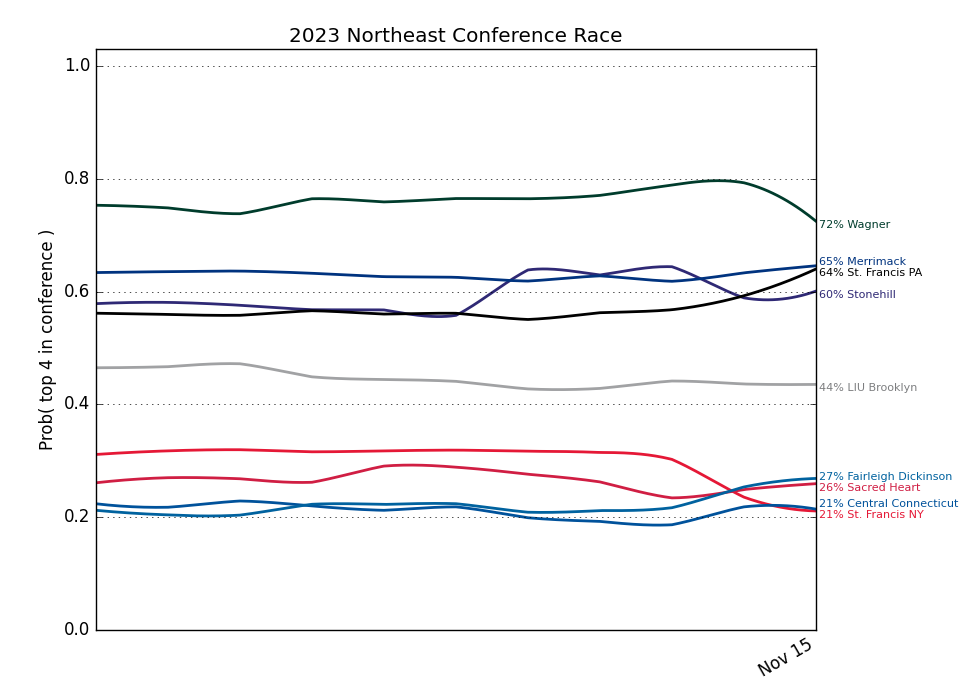 2023 Northeast Conference Race
Prob( top 4 in conference )
1.0
0.8
0.6
0.4
0.2
0.0
72% Wagner
65% Merrimack
64% St. Francis PA
60% Stonehill
44% LIU Brooklyn
27% Fairleigh Dickinson
26% Sacred Heart
21% Central Connecticut
21% St. Francis NY
Nov 15